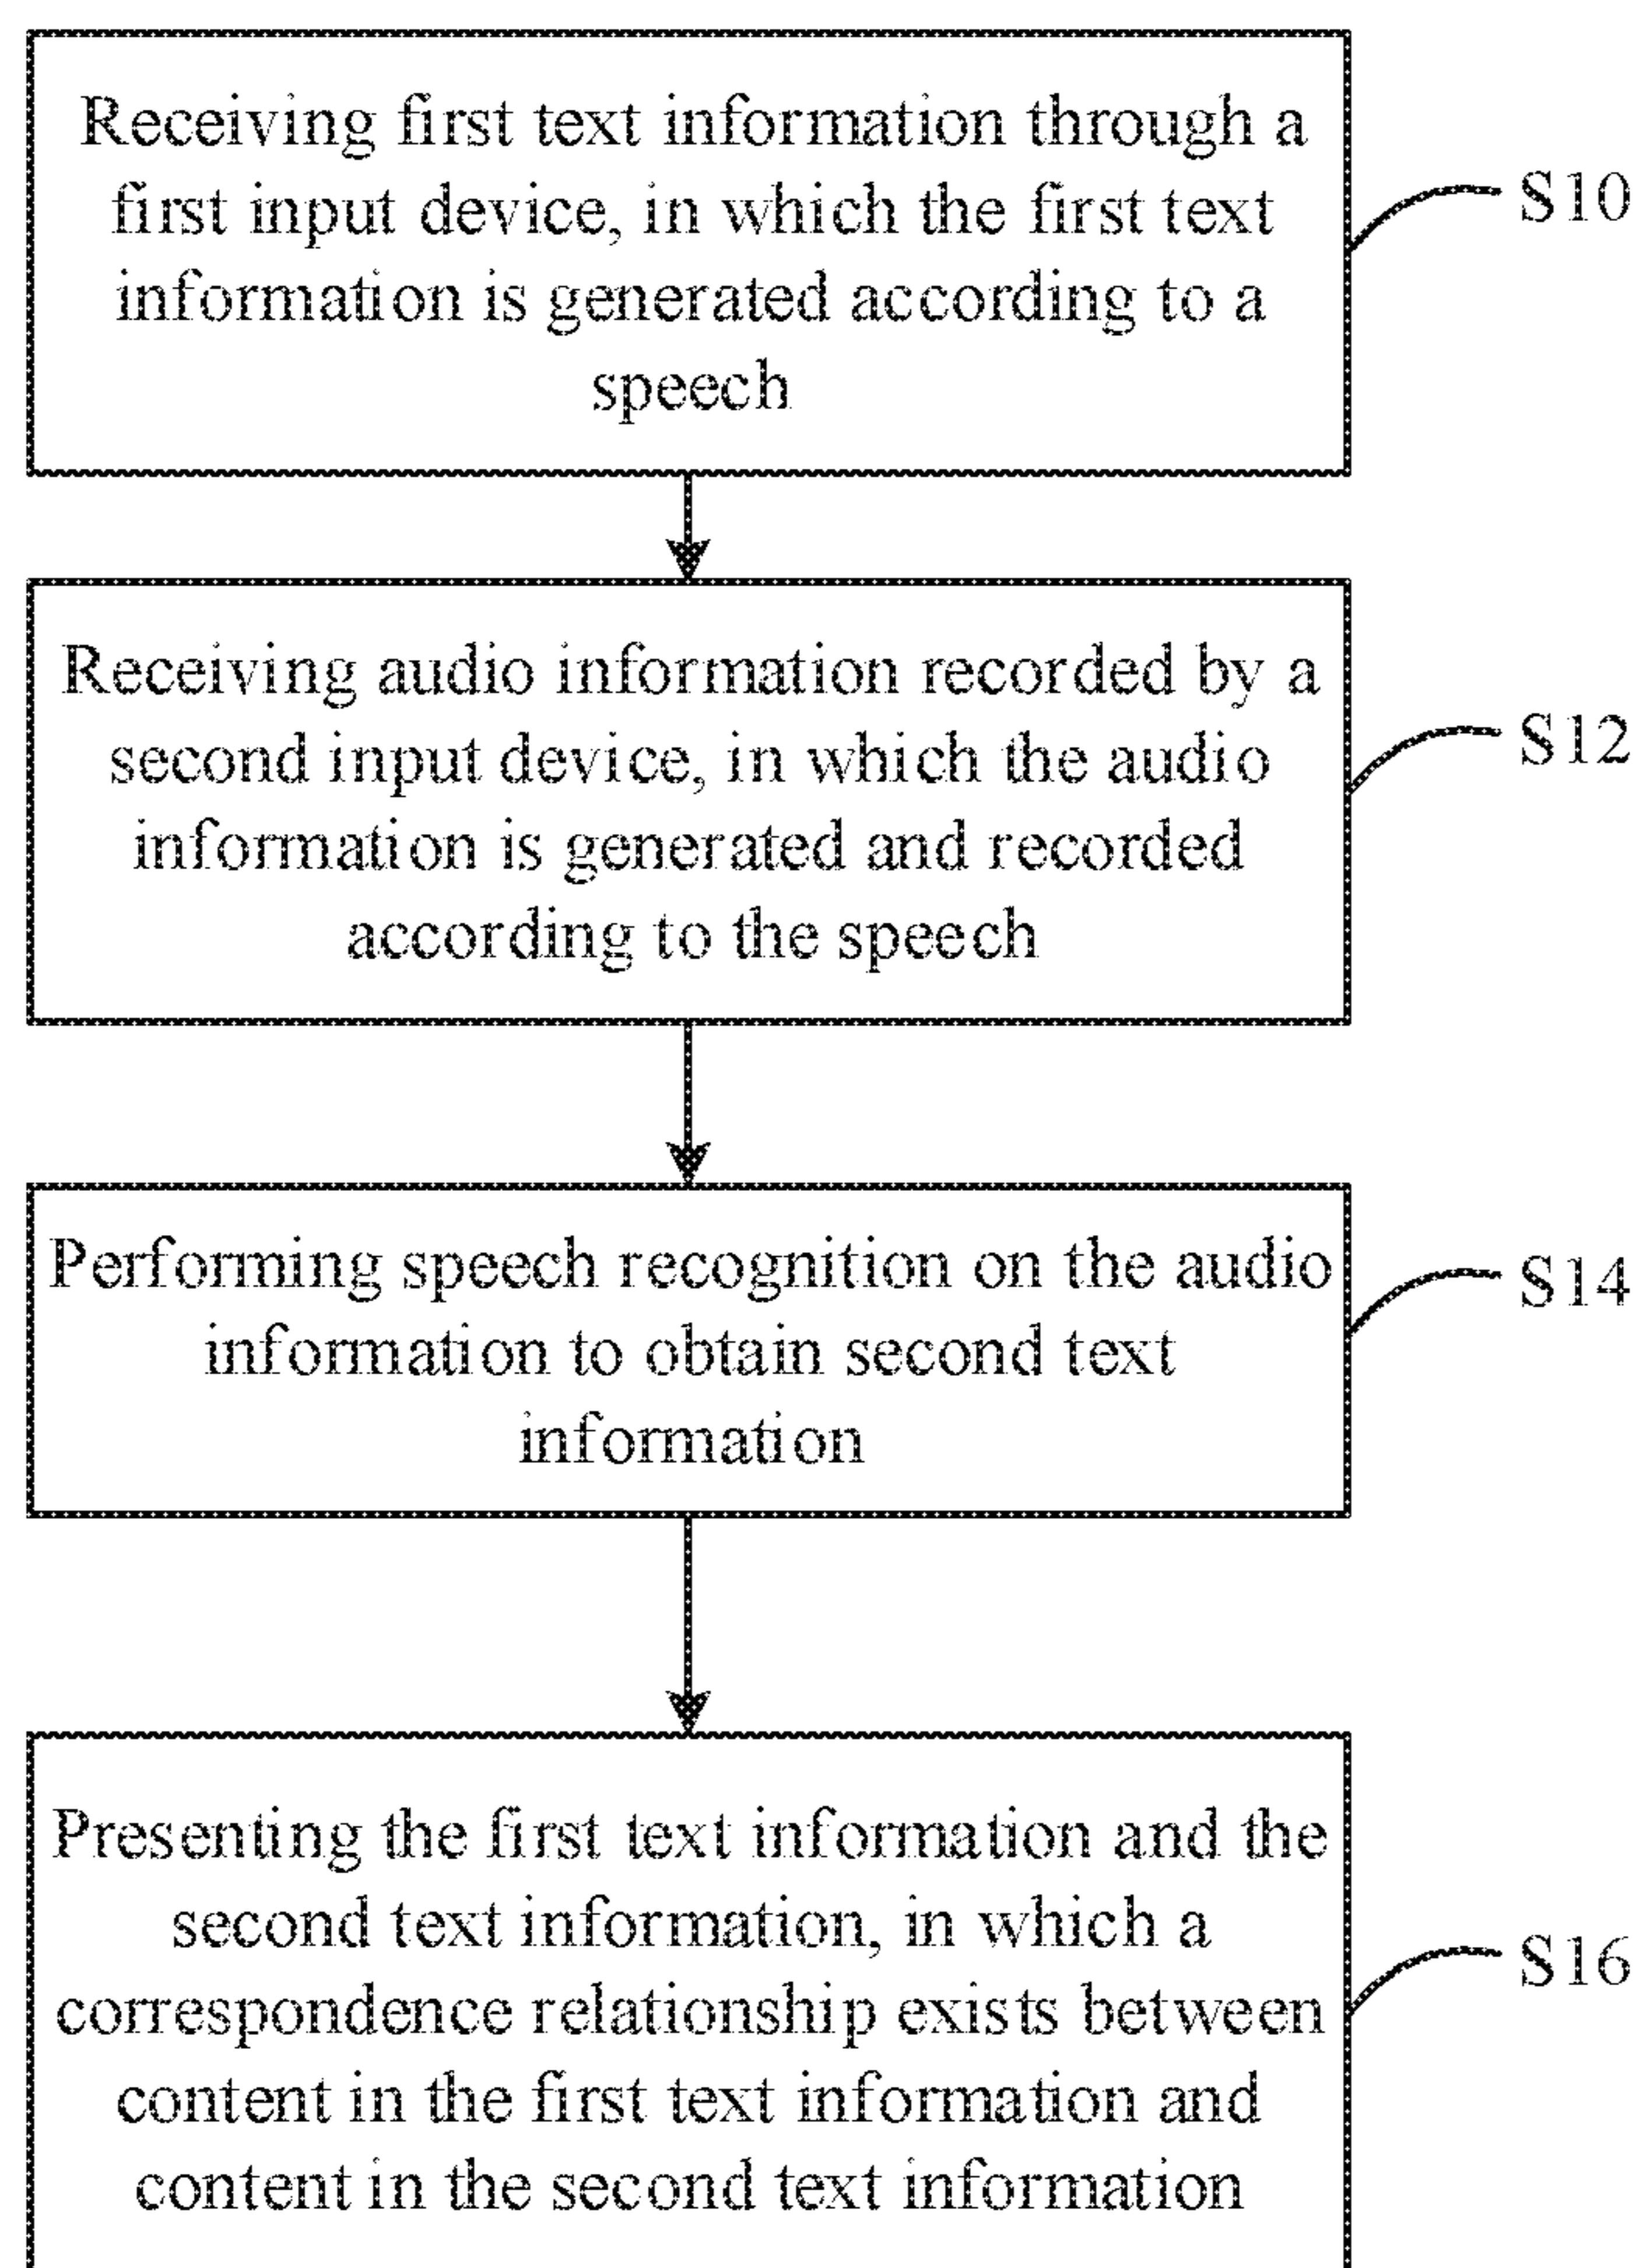 Receiving first text information through a
first input device, in which the first text
information is generated according to a
speech
S10
Receiving audio information recorded by a
second input device, in which the audio
information is generated and recorded
according to the speech
S12
Performing speech recognition on the audio
information to obtain second text
information
S14
Presenting the first text information and the
second text information, in which a
correspondence relationship exists between
content in the first text information and
content in the second text information
S16